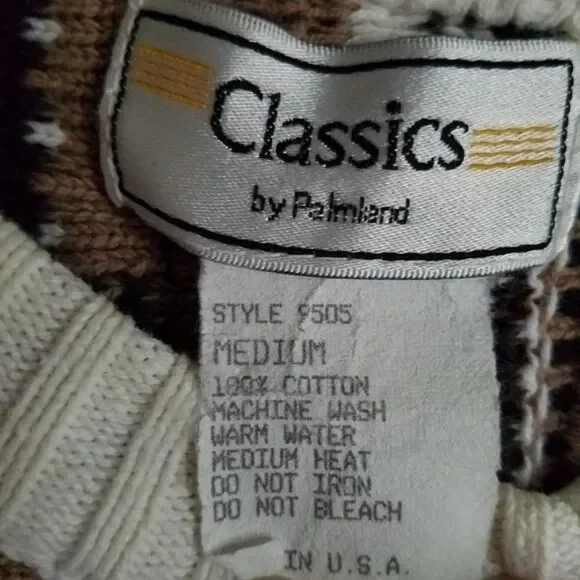 Classics
by Palmland
STYLE 9505
MEDIUM
100% COTTON
MACHINE WASH
WARM WATER
MEDIUM HEAT
DO NOT IRON
DO NOT BLEACH
IN U.S.A.